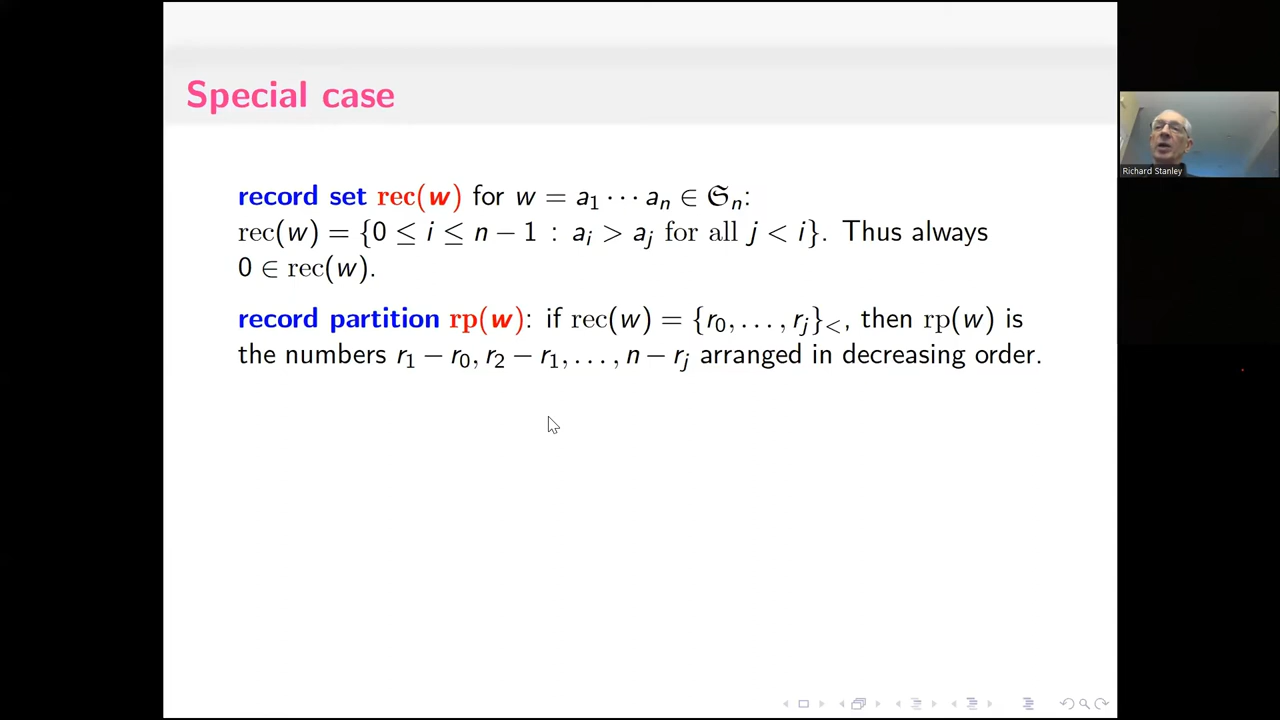 Special case
record set rec(w) for w = a₁ ⋯ aₙ ∈ 𝔖ₙ:
rec(w) = {0 ≤ i ≤ n − 1 : aᵢ > aⱼ for all j < i}. Thus always
0 ∈ rec(w).
record partition rp(w): if rec(w) = {r₀, . . . , rⱼ}<, then rp(w) is
the numbers r₁ − r₀, r₂ − r₁, . . . , n − rⱼ arranged in decreasing order.
Richard Stanley